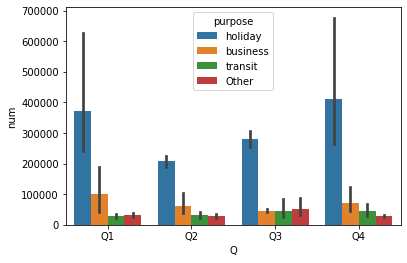 700000
600000
500000
400000
300000
200000
100000
0
num
purpose
holiday
business
transit
Other
Q1 Q2 Q3 Q4
Q